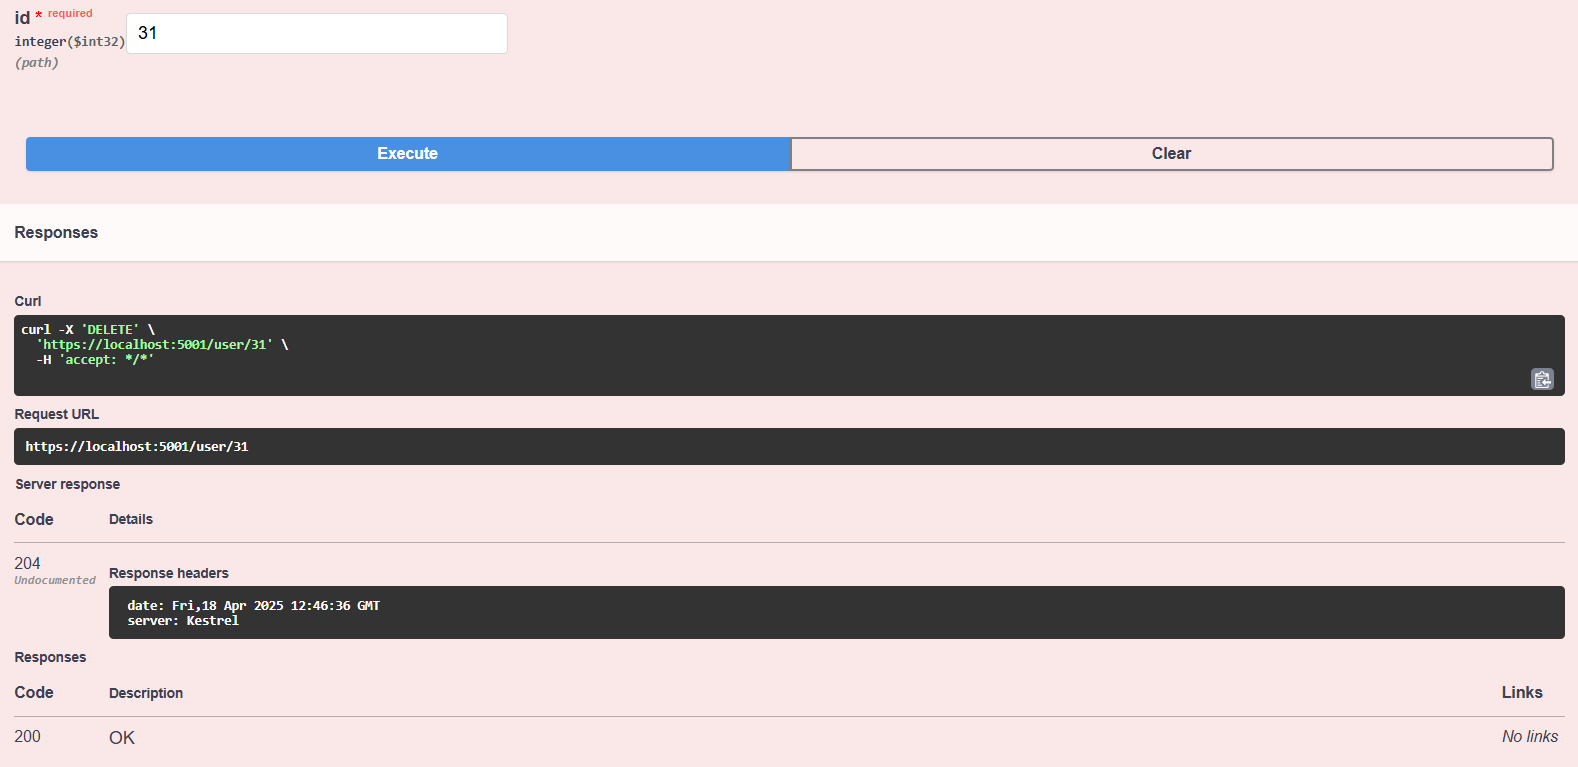 id * required
integer($int32)
(path)
31
Execute
Clear
Responses
Curl
curl -X 'DELETE' \
  'https://localhost:5001/user/31' \
  -H 'accept: */*'
Request URL
https://localhost:5001/user/31
Server response
Code Details
204
Undocumented
Response headers
date: Fri,18 Apr 2025 12:46:36 GMT
server: Kestrel
Responses
Code Description Links
200 OK No links